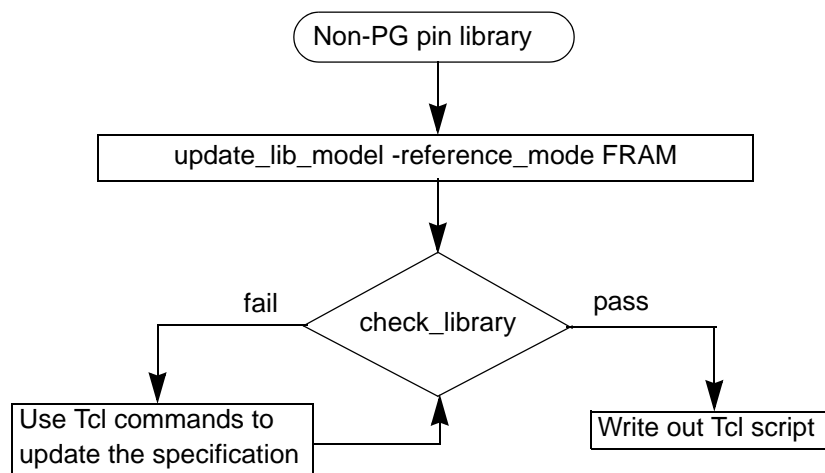 Non-PG pin library
update_lib_model -reference_mode FRAM
fail
pass
check_library
Use Tcl commands to
update the specification
Write out Tcl script